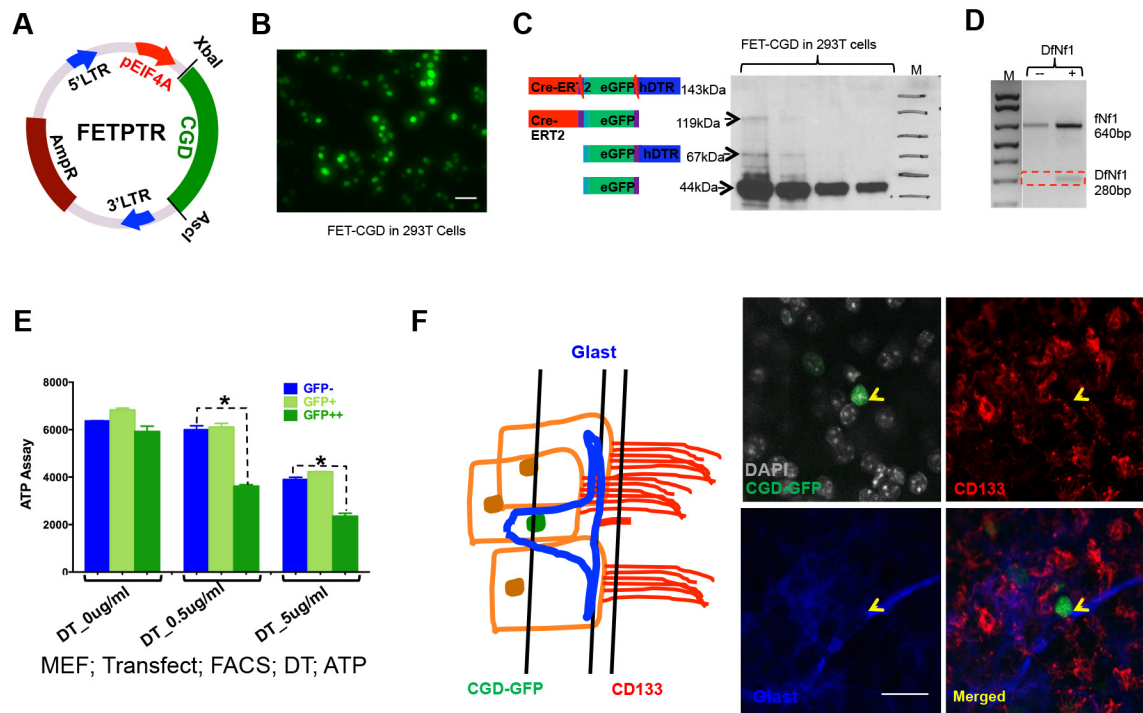 A
5'LTR
pEIF4A
XbaI
CGD
AscI
3'LTR
AmpR
FETPTR
B
FET-CGD in 293T Cells
C
FET-CGD in 293T cells
M
Cre-ERT2 eGFP hDTR 143kDa
Cre-ERT2 eGFP 119kDa
eGFP hDTR 67kDa
eGFP 44kDa
D
DfNf1
M -- +
fNf1
640bp
DfNf1
280bp
E
ATP Assay
8000
6000
4000
2000
0
GFP-
GFP+
GFP++
*
*
DT_0ug/ml
DT_0.5ug/ml
DT_5ug/ml
MEF; Transfect; FACS; DT; ATP
F
Glast
CGD-GFP
CD133
DAPI
CGD-GFP
CD133
Glast
Merged